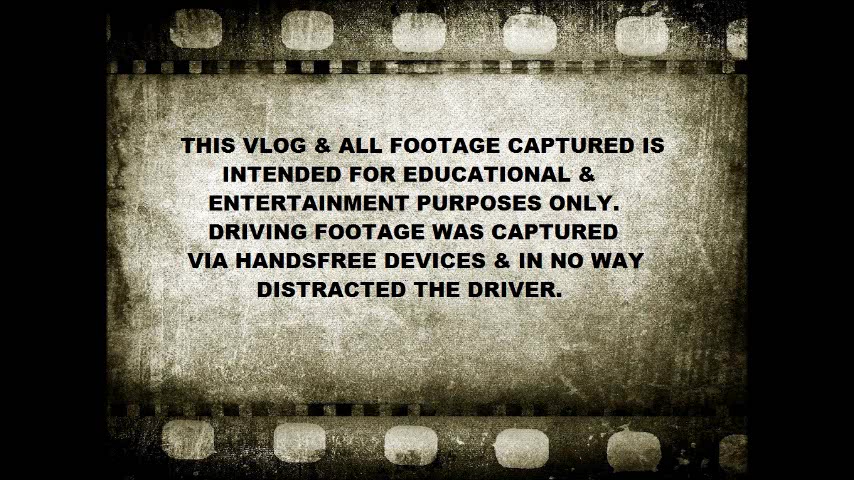 THIS VLOG & ALL FOOTAGE CAPTURED IS
INTENDED FOR EDUCATIONAL &
ENTERTAINMENT PURPOSES ONLY.
DRIVING FOOTAGE WAS CAPTURED
VIA HANDSFREE DEVICES & IN NO WAY
DISTRACTED THE DRIVER.